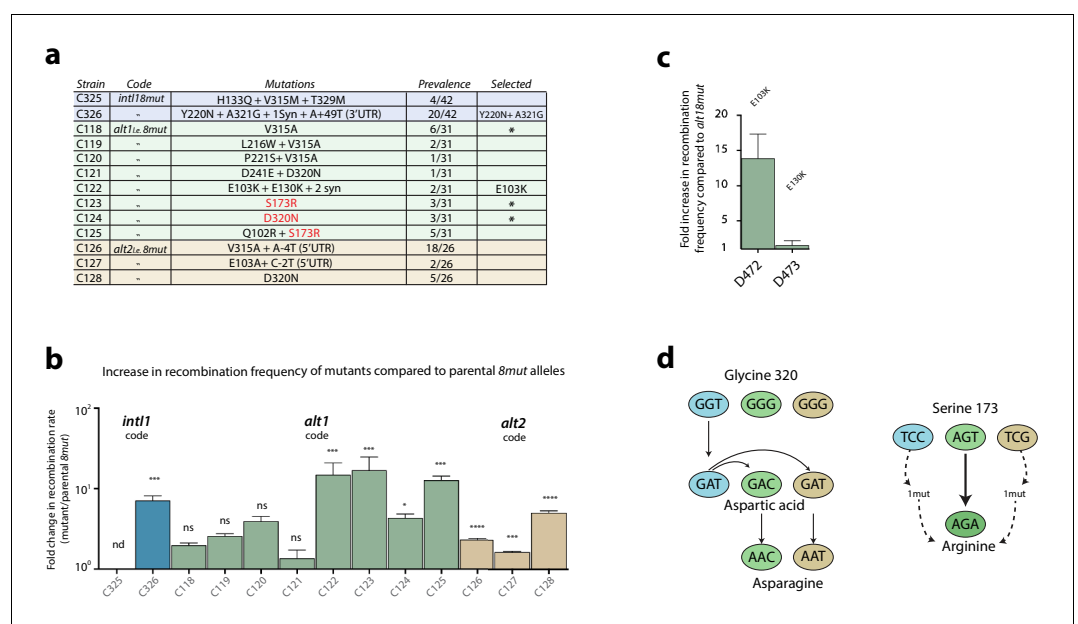 a
Strain Code Mutations Prevalence Selected
C325 intI18mut H133Q + V315M + T329M 4/42
C326 " Y220N + A321G + 1Syn + A+49T (3'UTR) 20/42 Y220N+ A321G
C118 alt1 i.e. 8mut V315A 6/31 *
C119 " L216W + V315A 2/31
C120 " P221S+ V315A 1/31
C121 " D241E + D320N 1/31
C122 " E103K + E130K + 2 syn 2/31 E103K
C123 " S173R 3/31 *
C124 " D320N 3/31 *
C125 " Q102R + S173R 5/31
C126 alt2 i.e. 8mut V315A + A-4T (5'UTR) 18/26
C127 " E103A+ C-2T (5'UTR) 2/26
C128 " D320N 5/26
b
Increase in recombination frequency of mutants compared to parental 8mut alleles
Fold change in recombination rate
(mutant/parental 8mut)
10²
10¹
10⁰
intI1
code
alt1
code
alt2
code
nd
***
ns
ns
ns
ns
***
***
*
***
****
***
****
C325 C326 C118 C119 C120 C121 C122 C123 C124 C125 C126 C127 C128
c
Fold increase in recombination
frequency compared to alt18mut
20
15
10
5
1
E103K
E130K
D472 D473
d
Glycine 320
GGT GGG GGG
GAT GAC GAT
Aspartic acid
AAC AAT
Asparagine
Serine 173
TCC AGT TCG
1mut 1mut
AGA
Arginine